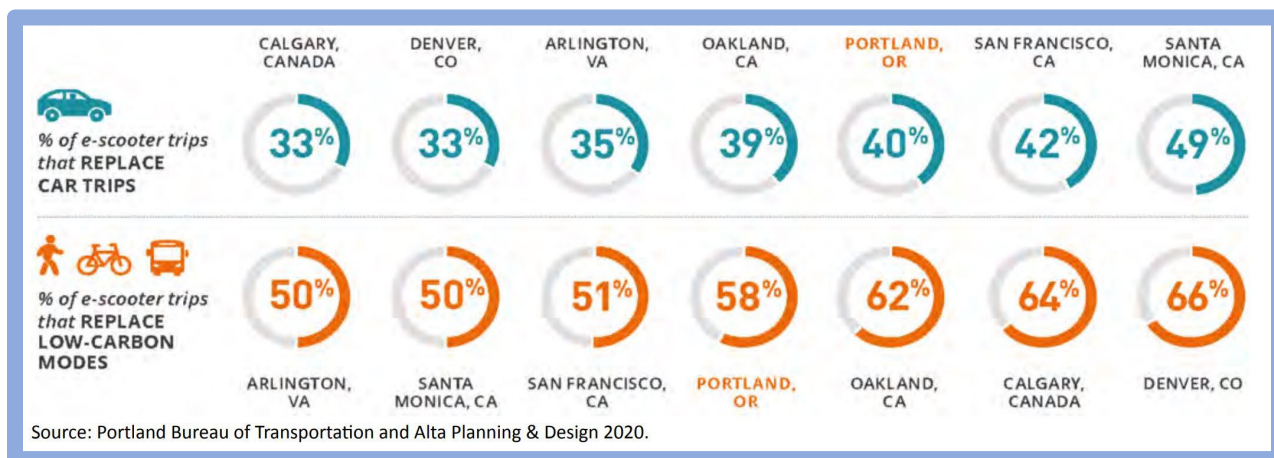 CALGARY, CANADA
DENVER, CO
ARLINGTON, VA
OAKLAND, CA
PORTLAND, OR
SAN FRANCISCO, CA
SANTA MONICA, CA
% of e-scooter trips
that REPLACE
CAR TRIPS
33%
33%
35%
39%
40%
42%
49%
% of e-scooter trips
that REPLACE
LOW-CARBON
MODES
50%
50%
51%
58%
62%
64%
66%
ARLINGTON, VA
SANTA MONICA, CA
SAN FRANCISCO, CA
PORTLAND, OR
OAKLAND, CA
CALGARY, CANADA
DENVER, CO
Source: Portland Bureau of Transportation and Alta Planning & Design 2020.